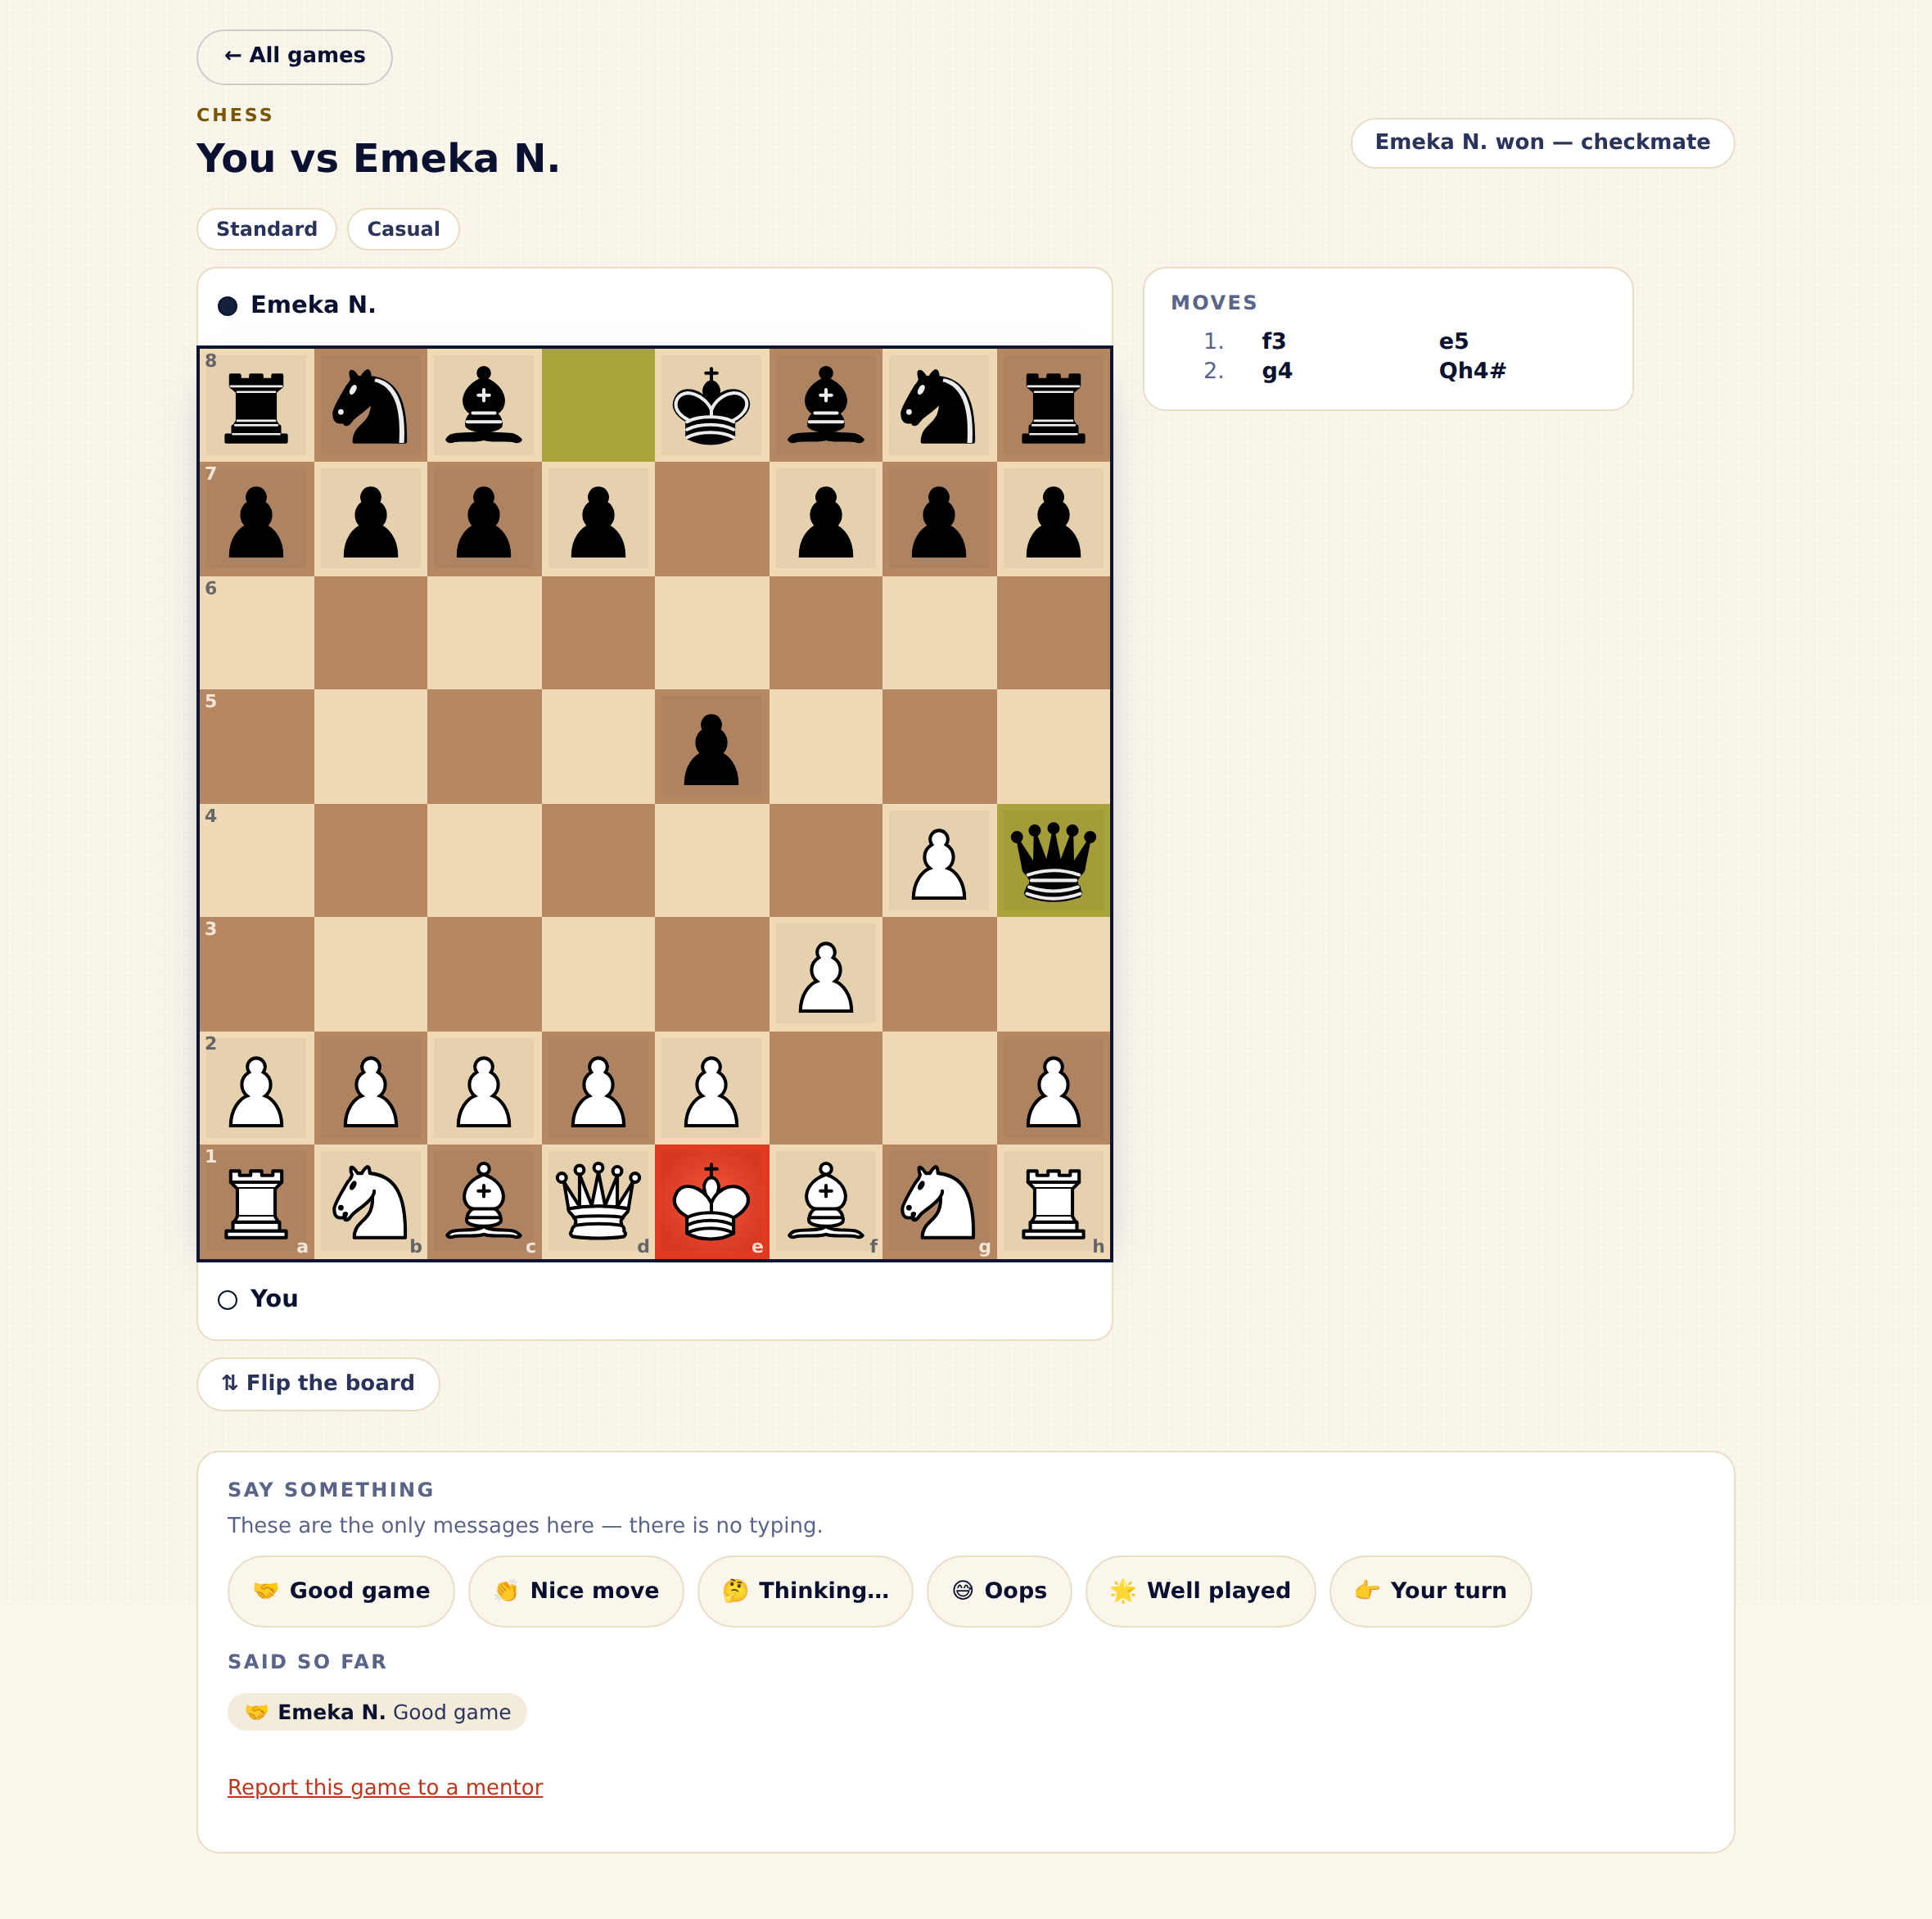 ← All games
CHESS
You vs Emeka N.
Emeka N. won — checkmate
Standard Casual
● Emeka N.
MOVES
1. f3 e5
2. g4 Qh4#
8
7
6
5
4
3
2
1
a b c d e f g h
○ You
⇅ Flip the board
SAY SOMETHING
These are the only messages here — there is no typing.
🤝 Good game 👏 Nice move 🤔 Thinking… 😅 Oops 🌟 Well played 👉 Your turn
SAID SO FAR
🤝 Emeka N. Good game
Report this game to a mentor